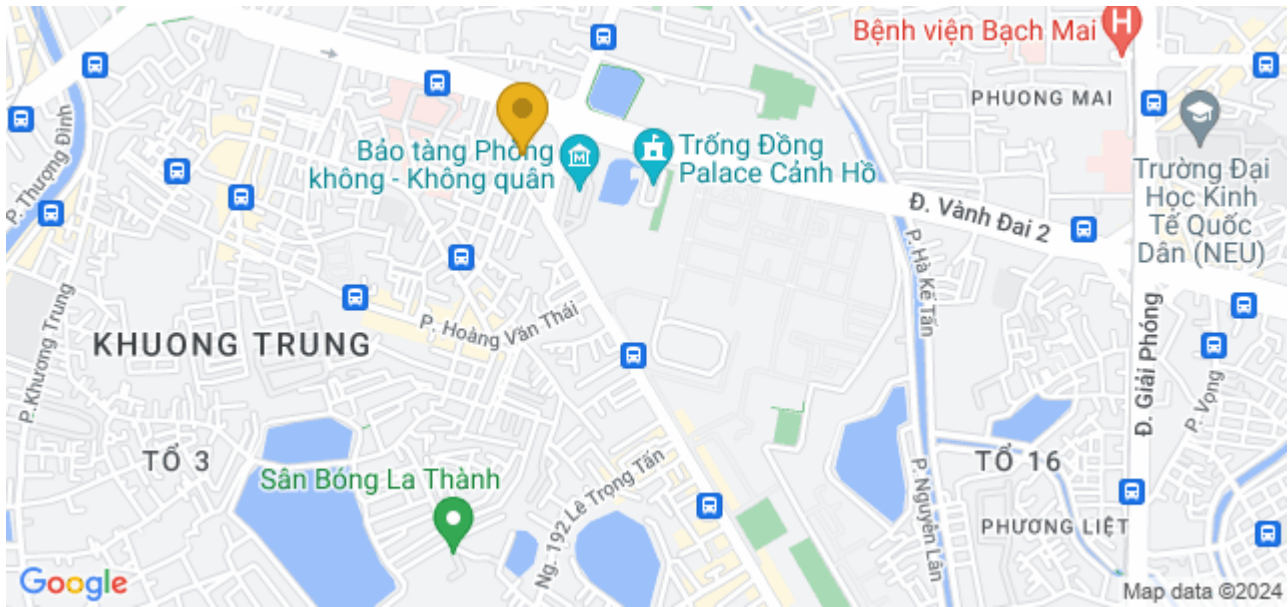 Bệnh viện Bạch Mai
H
PHUONG MAI
P. Thượng Đình
Bảo tàng Phòng
không - Không quân
M
Trống Đồng
Palace Cảnh Hồ
Trường Đại
Học Kinh
Tế Quốc
Dân (NEU)
Đ. Vành Đai 2
P. Hà Kế Tấn
P. Hoàng Văn Thái
KHUONG TRUNG
P. Khương Trung
Đ. Giải Phóng
P. Vọng
TỔ 3
Sân Bóng La Thành
Ng. 192 Lê Trọng Tấn
TỔ 16
P. Nguyễn Lân
PHƯƠNG LIỆT
Google
Map data ©2024